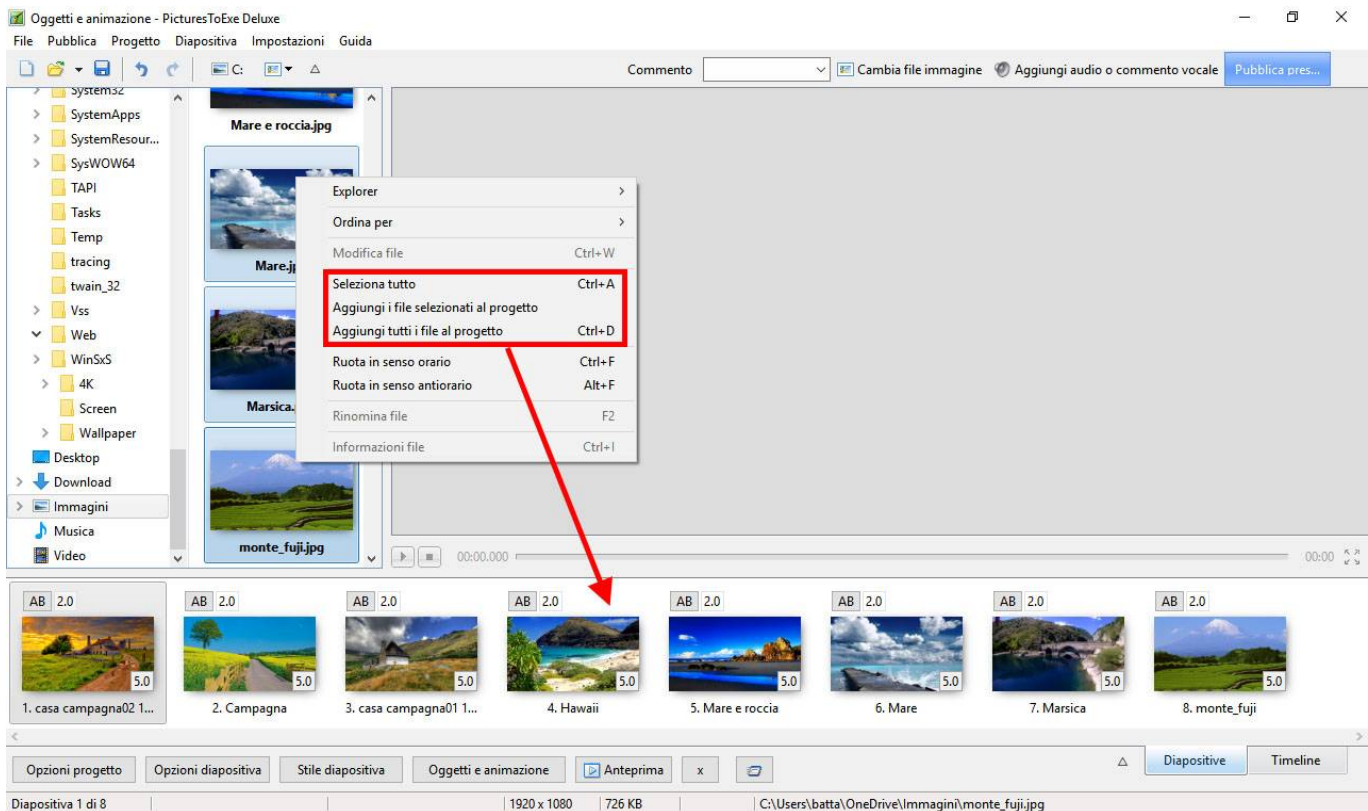 Oggetti e animazione - PicturesToExe Deluxe
File Pubblica Progetto Diapositiva Impostazioni Guida
C:
Commento
Cambia file immagine
Aggiungi audio o commento vocale
Pubblica pres...
System32
SystemApps
SystemResour...
SysWOW64
TAPI
Tasks
Temp
tracing
twain_32
Vss
Web
WinSxS
4K
Screen
Wallpaper
Desktop
Download
Immagini
Musica
Video
Mare e roccia.jpg
Mare.j
Marsica.
monte_fuji.jpg
Explorer
Ordina per
Modifica file Ctrl+W
Seleziona tutto Ctrl+A
Aggiungi i file selezionati al progetto
Aggiungi tutti i file al progetto Ctrl+D
Ruota in senso orario Ctrl+F
Ruota in senso antiorario Alt+F
Rinomina file F2
Informazioni file Ctrl+I
00:00.000
00:00
AB 2.0 AB 2.0 AB 2.0 AB 2.0 AB 2.0 AB 2.0 AB 2.0 AB 2.0
5.0 5.0 5.0 5.0 5.0 5.0 5.0 5.0
1. casa campagna02 1... 2. Campagna 3. casa campagna01 1... 4. Hawaii 5. Mare e roccia 6. Mare 7. Marsica 8. monte_fuji
Opzioni progetto Opzioni diapositiva Stile diapositiva Oggetti e animazione Anteprima x Diapositive Timeline
Diapositiva 1 di 8 1920 x 1080 726 KB C:\Users\batta\OneDrive\Immagini\monte_fuji.jpg